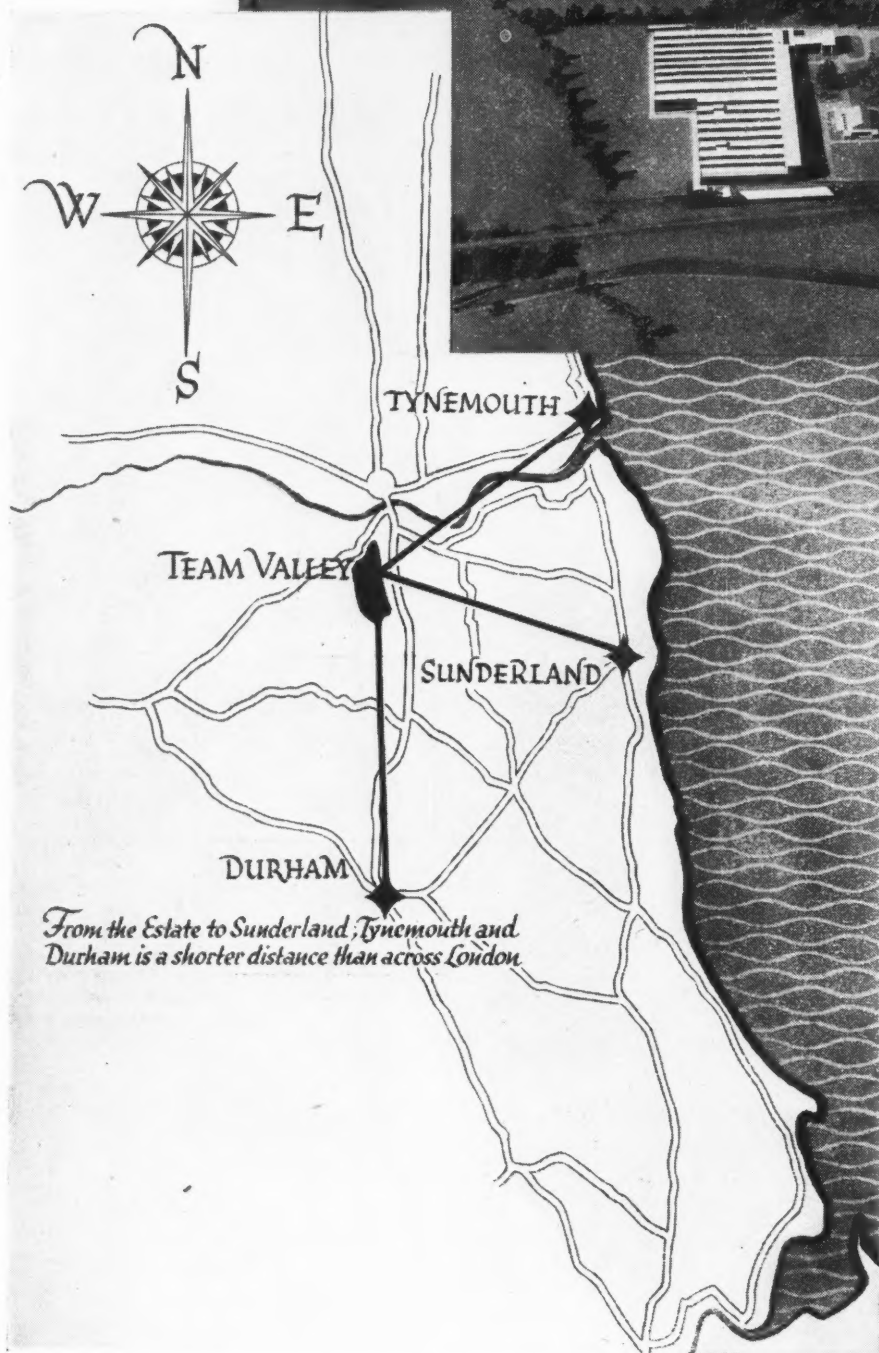 N
W E
S
TYNEMOUTH
TEAM VALLEY
SUNDERLAND
DURHAM
From the Estate to Sunderland, Tynemouth and
Durham is a shorter distance than across London